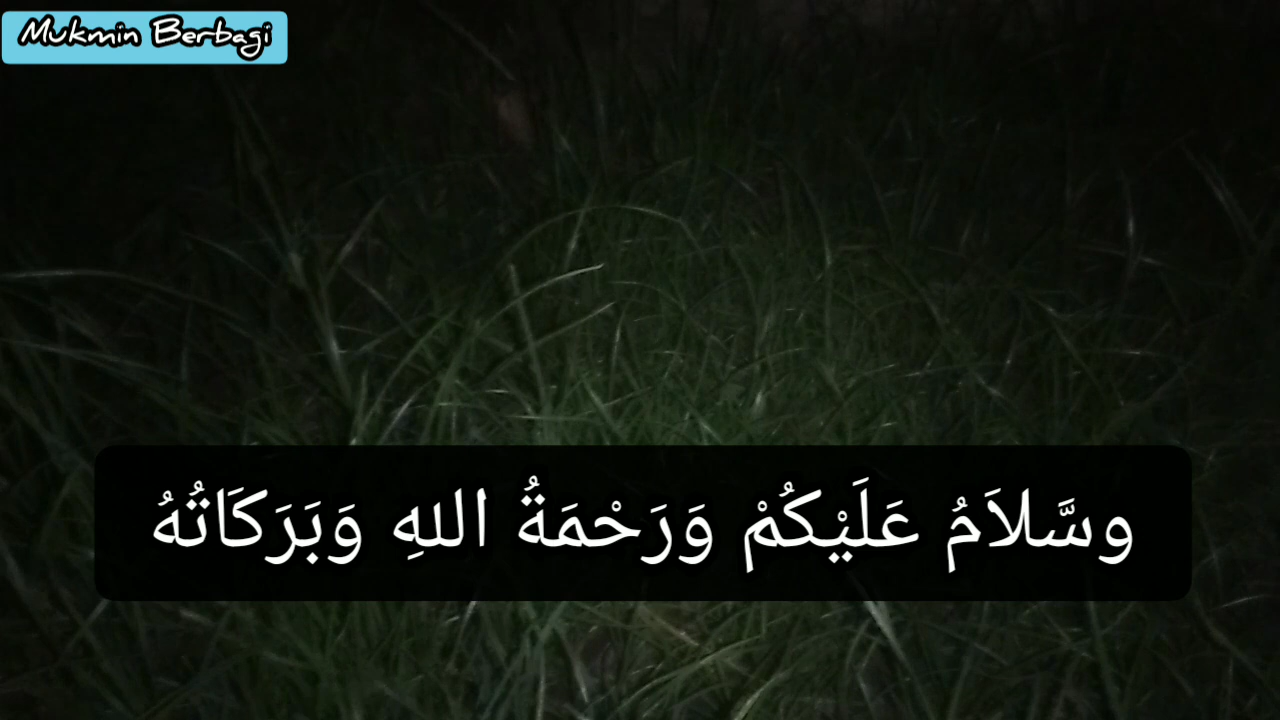 Mukmin Berbagi
وسَّلاَمُ عَلَيْكُمْ وَرَحْمَةُ اللهِ وَبَرَكَاتُهُ